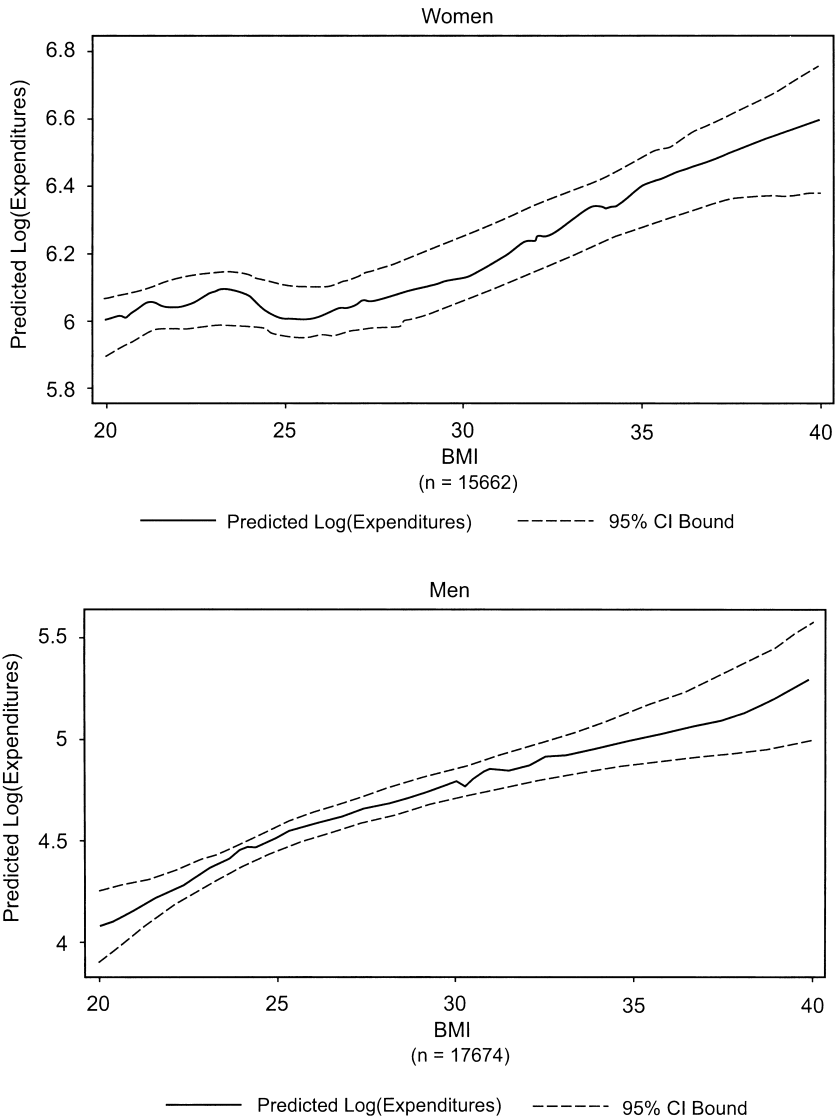 Women
Predicted Log(Expenditures)
6.8
6.6
6.4
6.2
6
5.8
20 25 30 35 40
BMI
(n = 15662)
Predicted Log(Expenditures) 95% CI Bound
Men
Predicted Log(Expenditures)
5.5
5
4.5
4
20 25 30 35 40
BMI
(n = 17674)
Predicted Log(Expenditures) 95% CI Bound